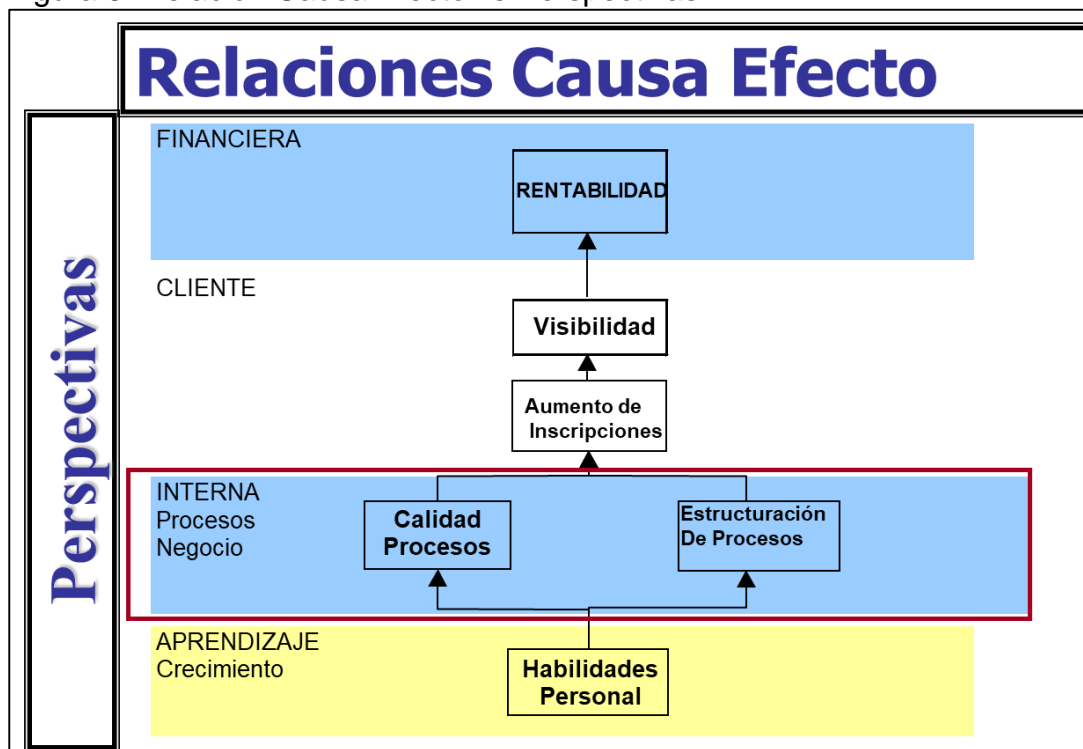 Relaciones Causa Efecto
Perspectivas
FINANCIERA
RENTABILIDAD
CLIENTE
Visibilidad
Aumento de
Inscripciones
INTERNA
Procesos
Negocio
Calidad
Procesos
Estructuración
De Procesos
APRENDIZAJE
Crecimiento
Habilidades
Personal